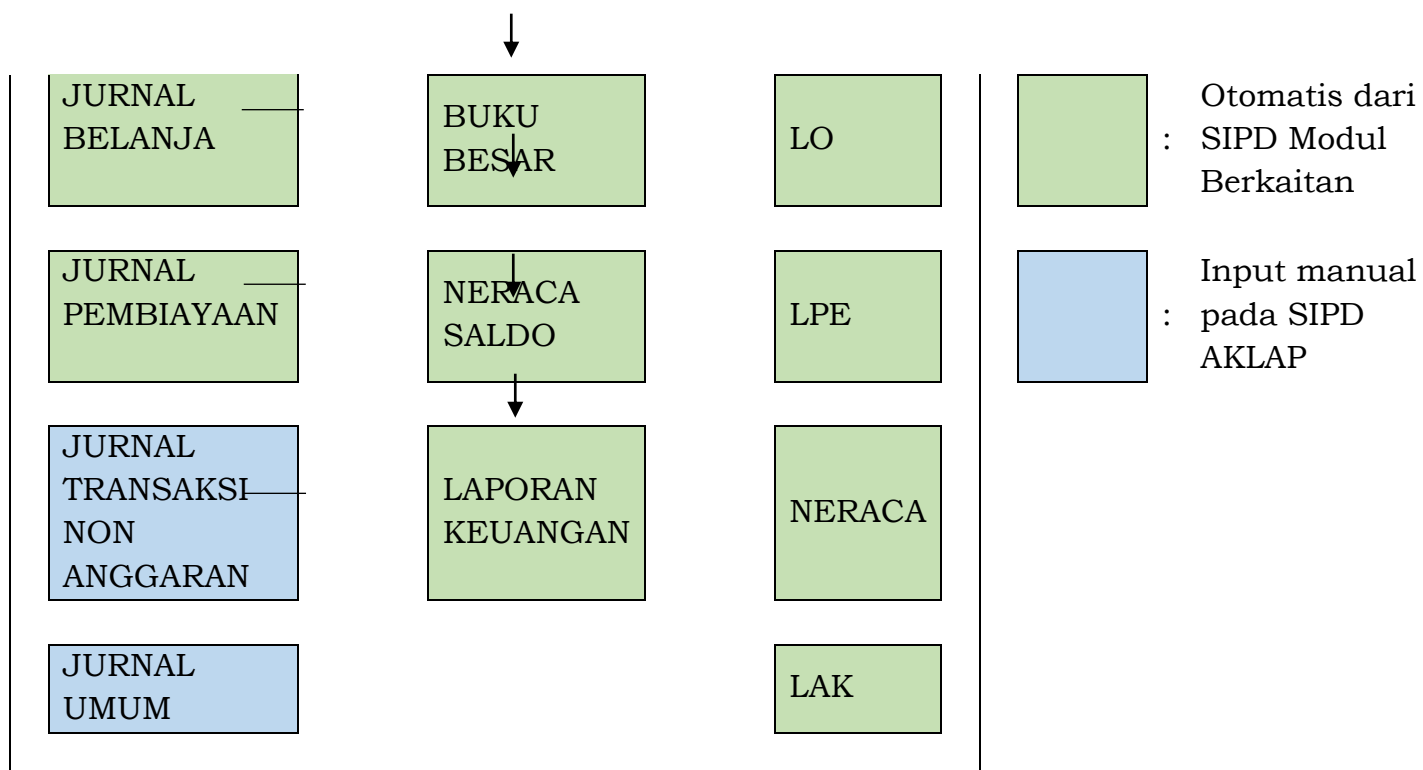 JURNAL
BELANJA
BUKU
BESAR
LO
Otomatis dari
: SIPD Modul
Berkaitan
JURNAL
PEMBIAYAAN
NERACA
SALDO
LPE
Input manual
: pada SIPD
AKLAP
JURNAL
TRANSAKSI
NON
ANGGARAN
LAPORAN
KEUANGAN
NERACA
JURNAL
UMUM
LAK